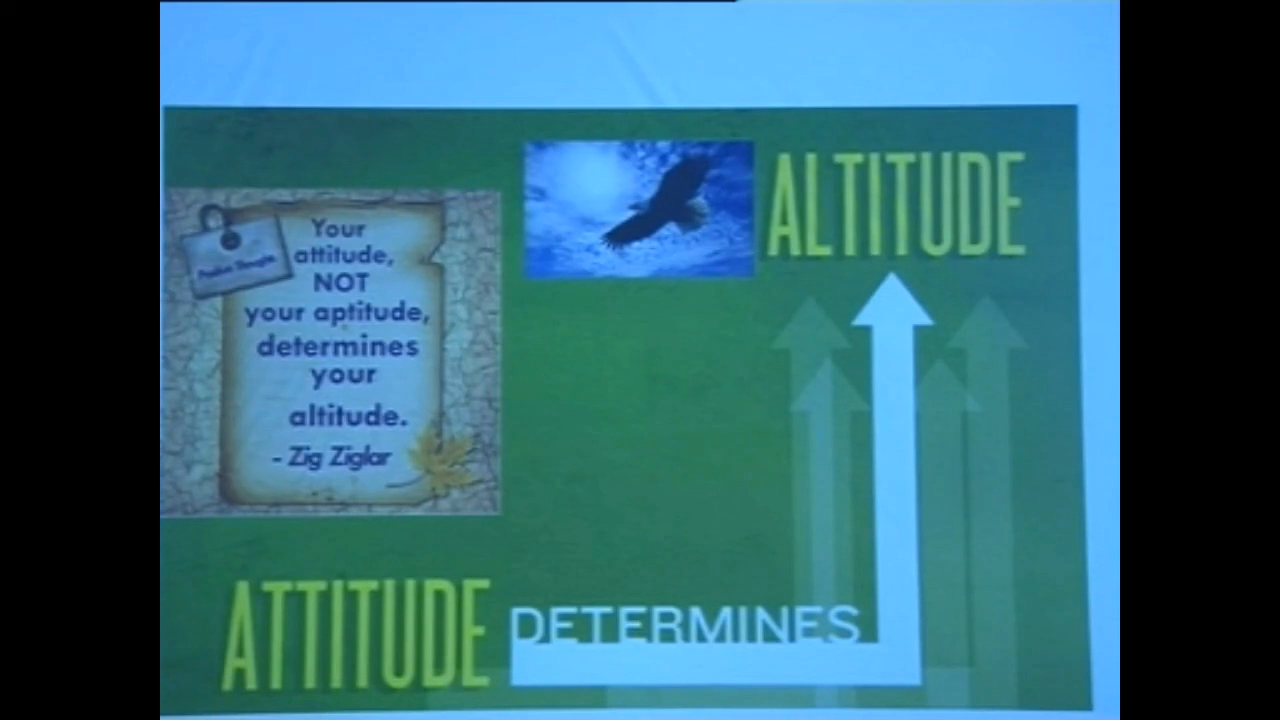 ALTITUDE
Your
attitude,
NOT
your aptitude,
determines
your
altitude.
- Zig Ziglar
ATTITUDE
DETERMINES